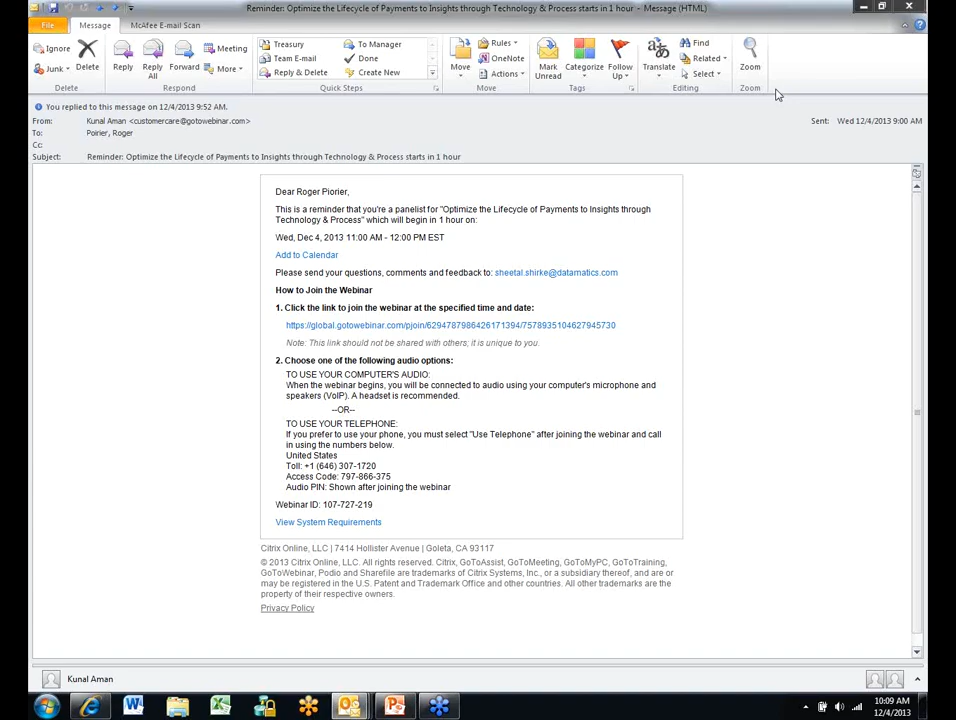 Reminder: Optimize the Lifecycle of Payments to Insights through Technology & Process starts in 1 hour - Message (HTML)
File Message McAfee E-mail Scan
Ignore Junk Delete
Delete
Reply Reply All Forward Meeting More
Respond
Treasury Team E-mail Reply & Delete To Manager Done Create New
Quick Steps
Move Rules OneNote Actions
Move
Mark Unread Categorize Follow Up
Tags
Translate Find Related Select
Editing
Zoom
Zoom
You replied to this message on 12/4/2013 9:52 AM.
From: Kunal Aman <customercare@gotowebinar.com> Sent: Wed 12/4/2013 9:00 AM
To: Poirier, Roger
Cc:
Subject: Reminder: Optimize the Lifecycle of Payments to Insights through Technology & Process starts in 1 hour
Dear Roger Piorier,
This is a reminder that you're a panelist for "Optimize the Lifecycle of Payments to Insights through
Technology & Process" which will begin in 1 hour on:
Wed, Dec 4, 2013 11:00 AM - 12:00 PM EST
Add to Calendar
Please send your questions, comments and feedback to: sheetal.shirke@datamatics.com
How to Join the Webinar
1. Click the link to join the webinar at the specified time and date:
https://global.gotowebinar.com/pjoin/6294787986426171394/7578935104627945730
Note: This link should not be shared with others; it is unique to you.
2. Choose one of the following audio options:
TO USE YOUR COMPUTER'S AUDIO:
When the webinar begins, you will be connected to audio using your computer's microphone and
speakers (VoIP). A headset is recommended.
--OR--
TO USE YOUR TELEPHONE:
If you prefer to use your phone, you must select "Use Telephone" after joining the webinar and call
in using the numbers below.
United States
Toll: +1 (646) 307-1720
Access Code: 797-866-375
Audio PIN: Shown after joining the webinar
Webinar ID: 107-727-219
View System Requirements
Citrix Online, LLC | 7414 Hollister Avenue | Goleta, CA 93117
© 2013 Citrix Online, LLC. All rights reserved. Citrix, GoToAssist, GoToMeeting, GoToMyPC, GoToTraining,
GoToWebinar, Podio and Sharefile are trademarks of Citrix Systems, Inc., or a subsidiary thereof, and are or
may be registered in the U.S. Patent and Trademark Office and other countries. All other trademarks are the
property of their respective owners.
Privacy Policy
Kunal Aman
10:09 AM
12/4/2013